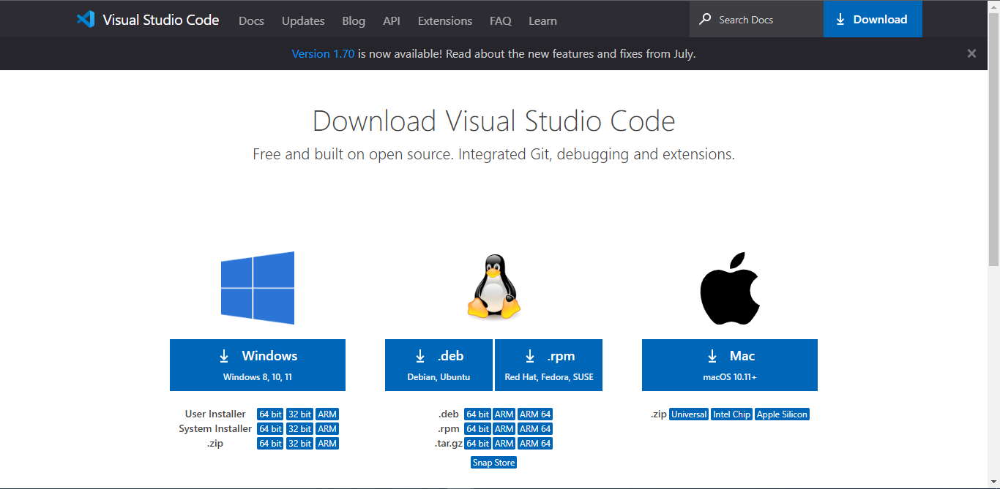 Visual Studio Code Docs Updates Blog API Extensions FAQ Learn Search Docs Download
Version 1.70 is now available! Read about the new features and fixes from July.
Download Visual Studio Code
Free and built on open source. Integrated Git, debugging and extensions.
Windows
Windows 8, 10, 11
User Installer 64 bit 32 bit ARM
System Installer 64 bit 32 bit ARM
.zip 64 bit 32 bit ARM
.deb
Debian, Ubuntu
.rpm
Red Hat, Fedora, SUSE
.deb 64 bit ARM ARM 64
.rpm 64 bit ARM ARM 64
.tar.gz 64 bit ARM ARM 64
Snap Store
Mac
macOS 10.11+
.zip Universal Intel Chip Apple Silicon